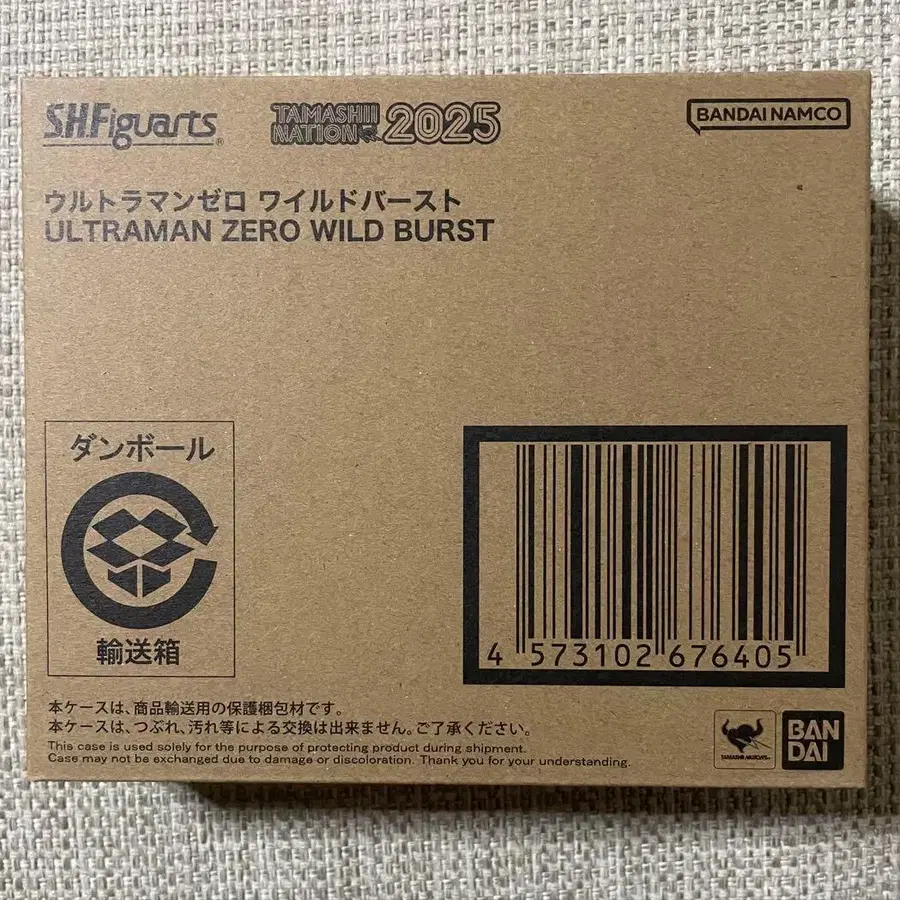 S.H.Figuarts
TAMASHII NATION 2025
BANDAI NAMCO
ウルトラマンゼロ ワイルドバースト
ULTRAMAN ZERO WILD BURST
ダンボール
輸送箱
4 573102 676405
本ケースは、商品輸送用の保護梱包材です。
本ケースは、つぶれ、汚れ等による交換は出来ません。ご了承ください。
This case is used solely for the purpose of protecting product during shipment.
Case may not be exchanged due to damage or discoloration. Thank you for your understanding.
TAMASHII NATIONS
BAN
DAI